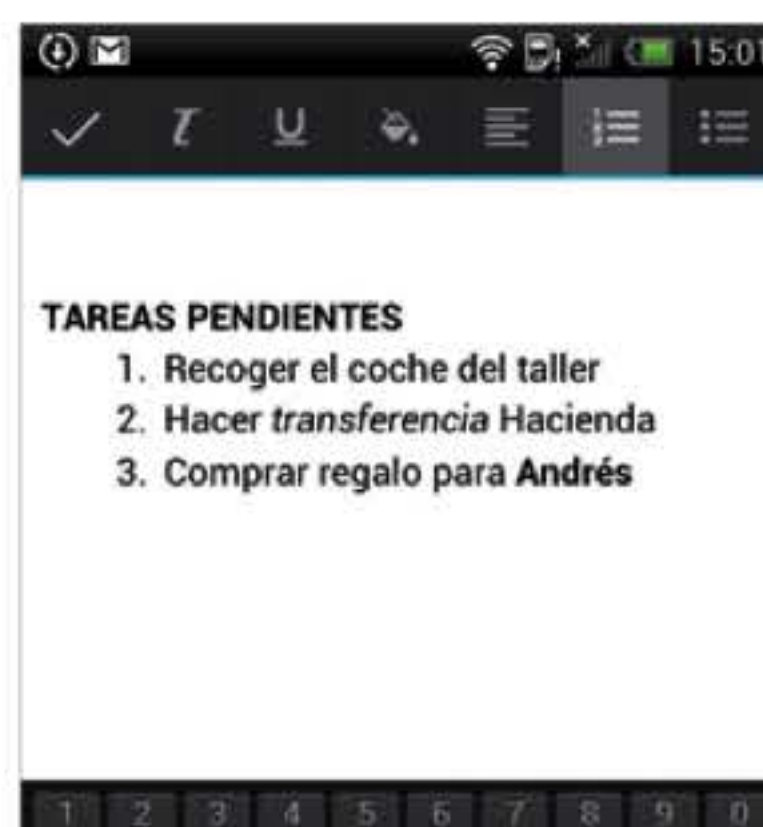 15:01
TAREAS PENDIENTES
1. Recoger el coche del taller
2. Hacer transferencia Hacienda
3. Comprar regalo para Andrés
1 2 3 4 5 6 7 8 9 0